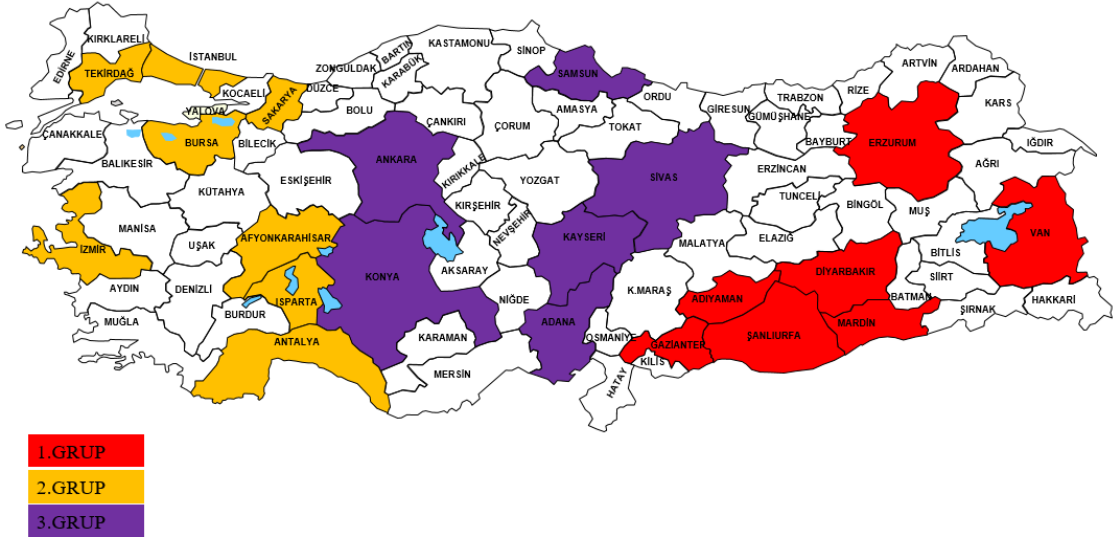 KIRKLARELİ
EDİRNE
TEKİRDAĞ
İSTANBUL
KOCAELİ
YALOVA
SAKARYA
DÜZCE
ZONGULDAK
BARTIN
KARABÜK
KASTAMONU
SİNOP
SAMSUN
ORDU
GİRESUN
TRABZON
GÜMÜŞHANE
RİZE
ARTVİN
ARDAHAN
KARS
IĞDIR
ÇANAKKALE
BALIKESİR
BURSA
BİLECİK
BOLU
ÇANKIRI
ÇORUM
AMASYA
TOKAT
BAYBURT
ERZURUM
AĞRI
KÜTAHYA
ESKİŞEHİR
ANKARA
KIRIKKALE
KIRŞEHİR
YOZGAT
SİVAS
ERZİNCAN
TUNCELİ
BİNGÖL
MUŞ
MANİSA
İZMİR
UŞAK
AFYONKARAHİSAR
KONYA
AKSARAY
NEVŞEHİR
KAYSERİ
MALATYA
ELAZIĞ
BİTLİS
VAN
AYDIN
DENİZLİ
ISPARTA
BURDUR
MUĞLA
ANTALYA
KARAMAN
MERSİN
NİĞDE
ADANA
K.MARAŞ
OSMANİYE
HATAY
KİLİS
GAZİANTEP
ADIYAMAN
ŞANLIURFA
DİYARBAKIR
MARDİN
BATMAN
SİİRT
ŞIRNAK
HAKKARİ
1.GRUP
2.GRUP
3.GRUP